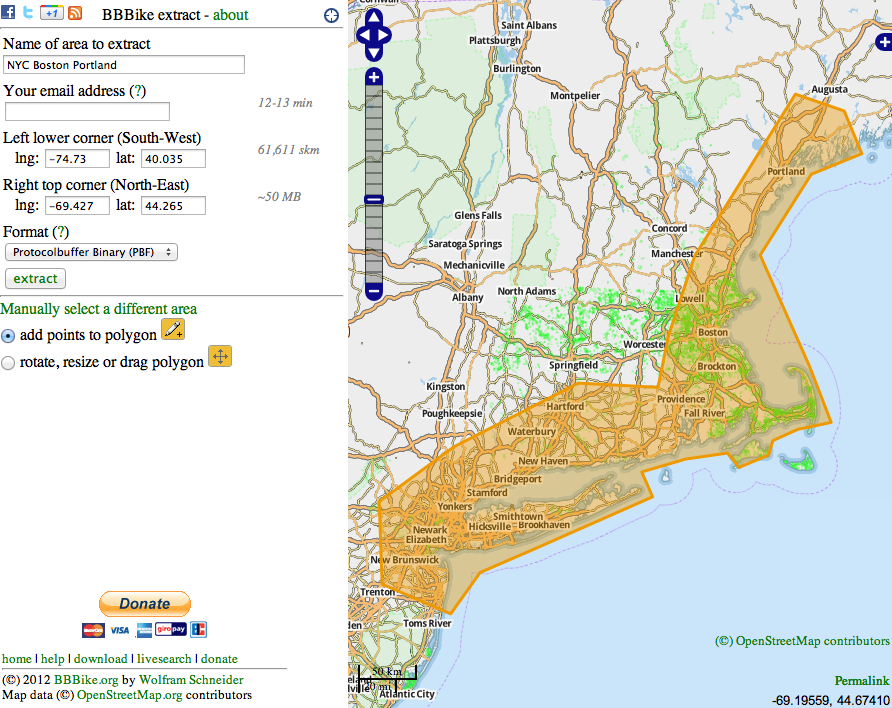 +1
BBBike extract - about
Name of area to extract
NYC Boston Portland
Your email address (?)
12-13 min
Left lower corner (South-West)
lng: -74.73 lat: 40.035
61,611 skm
Right top corner (North-East)
lng: -69.427 lat: 44.265
~50 MB
Format (?)
Protocolbuffer Binary (PBF)
extract
Manually select a different area
add points to polygon
rotate, resize or drag polygon
Donate
VISA
giropay
home | help | download | livesearch | donate
(©) 2012 BBBike.org by Wolfram Schneider
Map data (©) OpenStreetMap.org contributors
Saint Albans
Plattsburgh
Burlington
Montpelier
Augusta
Portland
Glens Falls
Saratoga Springs
Mechanicville
Albany
North Adams
Concord
Manchester
Lowell
Boston
Worcester
Springfield
Brockton
Kingston
Poughkeepsie
Hartford
Providence
Fall River
Waterbury
New Haven
Bridgeport
Stamford
Yonkers
Smithtown
Hicksville
Brookhaven
Newark
Elizabeth
New Brunswick
Trenton
Toms River
50 km
Atlantic City
(©) OpenStreetMap contributors
Permalink
-69.19559, 44.67410